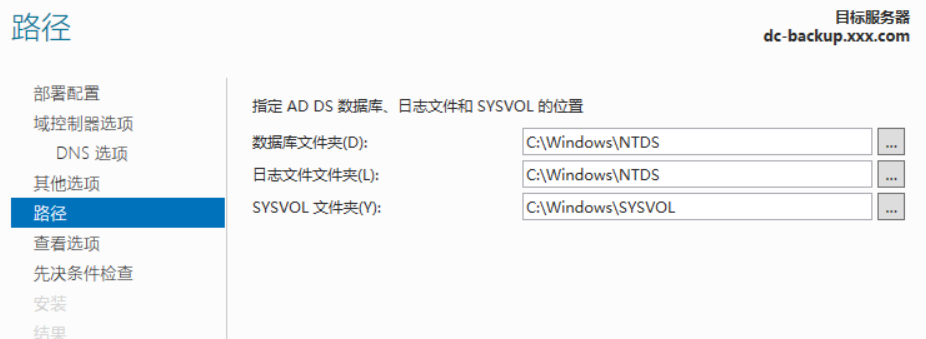 路径
目标服务器
dc-backup.xxx.com
部署配置
域控制器选项
DNS 选项
其他选项
路径
查看选项
先决条件检查
安装
结果
指定 AD DS 数据库、日志文件和 SYSVOL 的位置
数据库文件夹(D): C:\Windows\NTDS ...
日志文件文件夹(L): C:\Windows\NTDS ...
SYSVOL 文件夹(Y): C:\Windows\SYSVOL ...